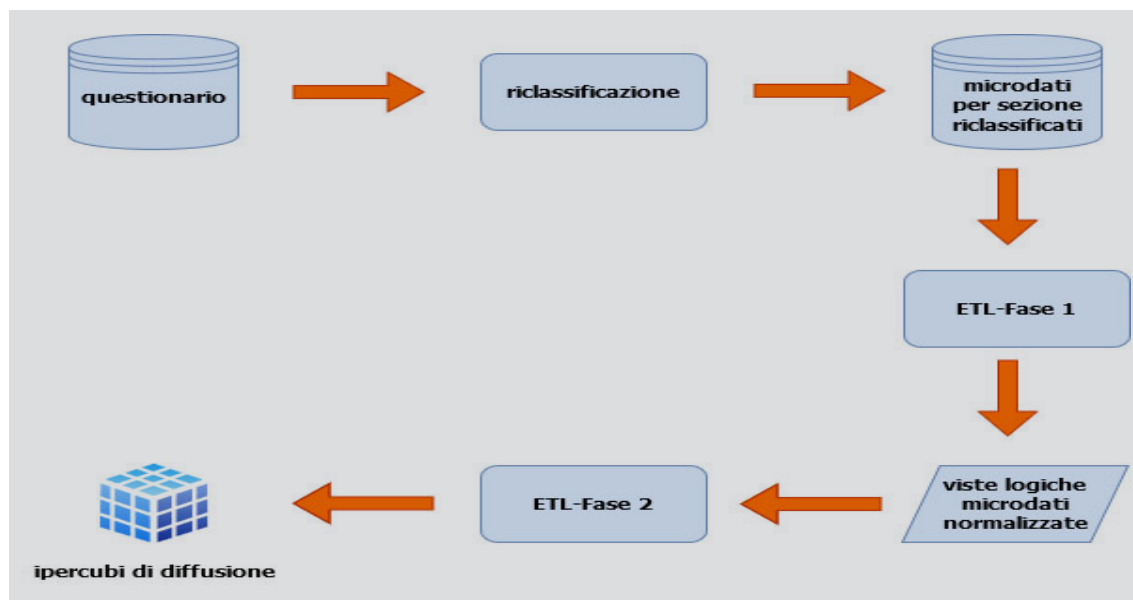 questionario
riclassificazione
microdati
per sezione
riclassificati
ETL-Fase 1
viste logiche
microdati
normalizzate
ETL-Fase 2
ipercubi di diffusione